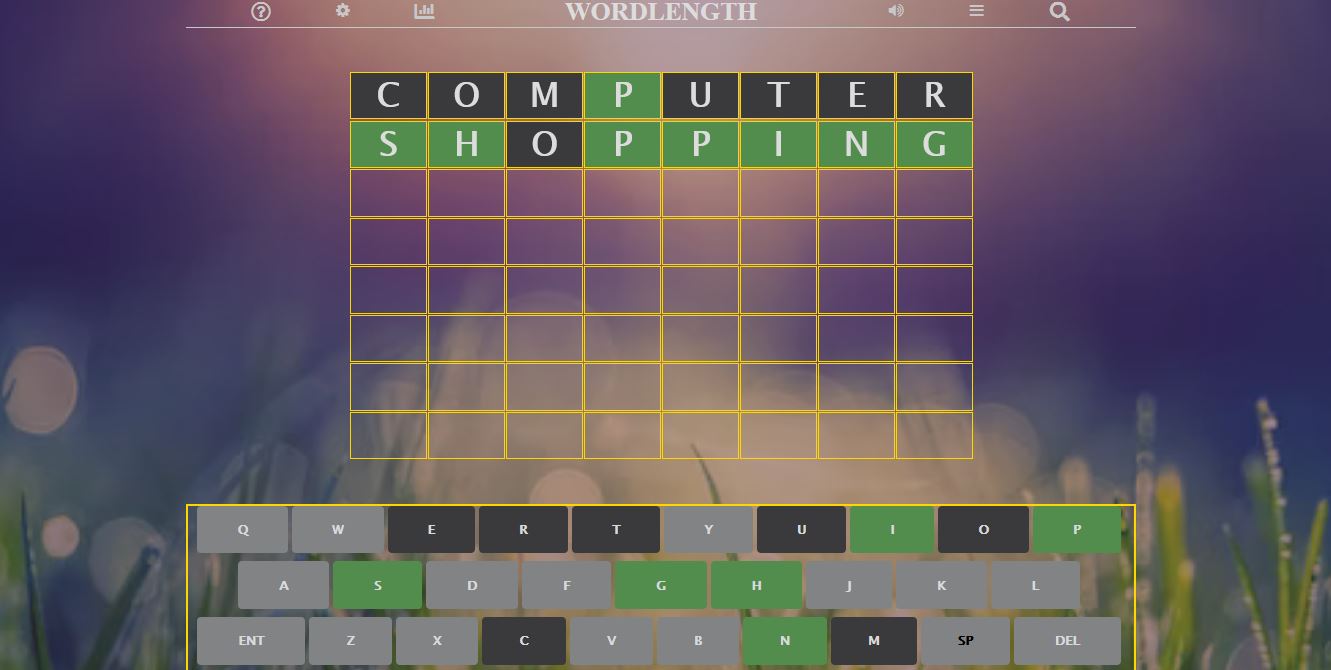 WORDLENGTH
C O M P U T E R
S H O P P I N G
Q W E R T Y U I O P
A S D F G H J K L
ENT Z X C V B N M SP DEL